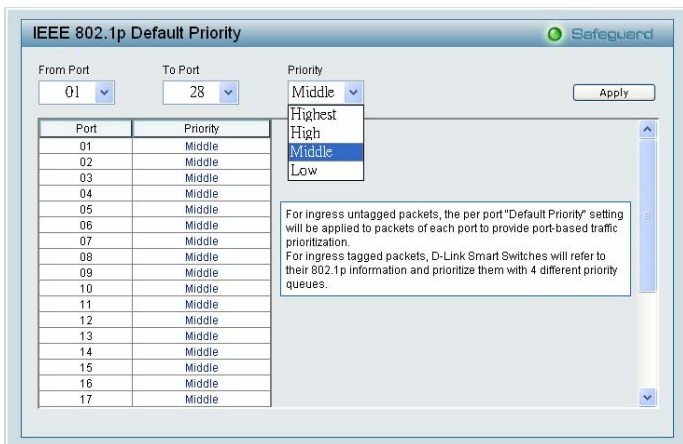 IEEE 802.1p Default Priority
Safeguard
From Port
To Port
Priority
01
28
Middle
Apply
Highest
High
Middle
Low
Port Priority
01 Middle
02 Middle
03 Middle
04 Middle
05 Middle
06 Middle
07 Middle
08 Middle
09 Middle
10 Middle
11 Middle
12 Middle
13 Middle
14 Middle
15 Middle
16 Middle
17 Middle
For ingress untagged packets, the per port "Default Priority" setting
will be applied to packets of each port to provide port-based traffic
prioritization.
For ingress tagged packets, D-Link Smart Switches will refer to
their 802.1p information and prioritize them with 4 different priority
queues.